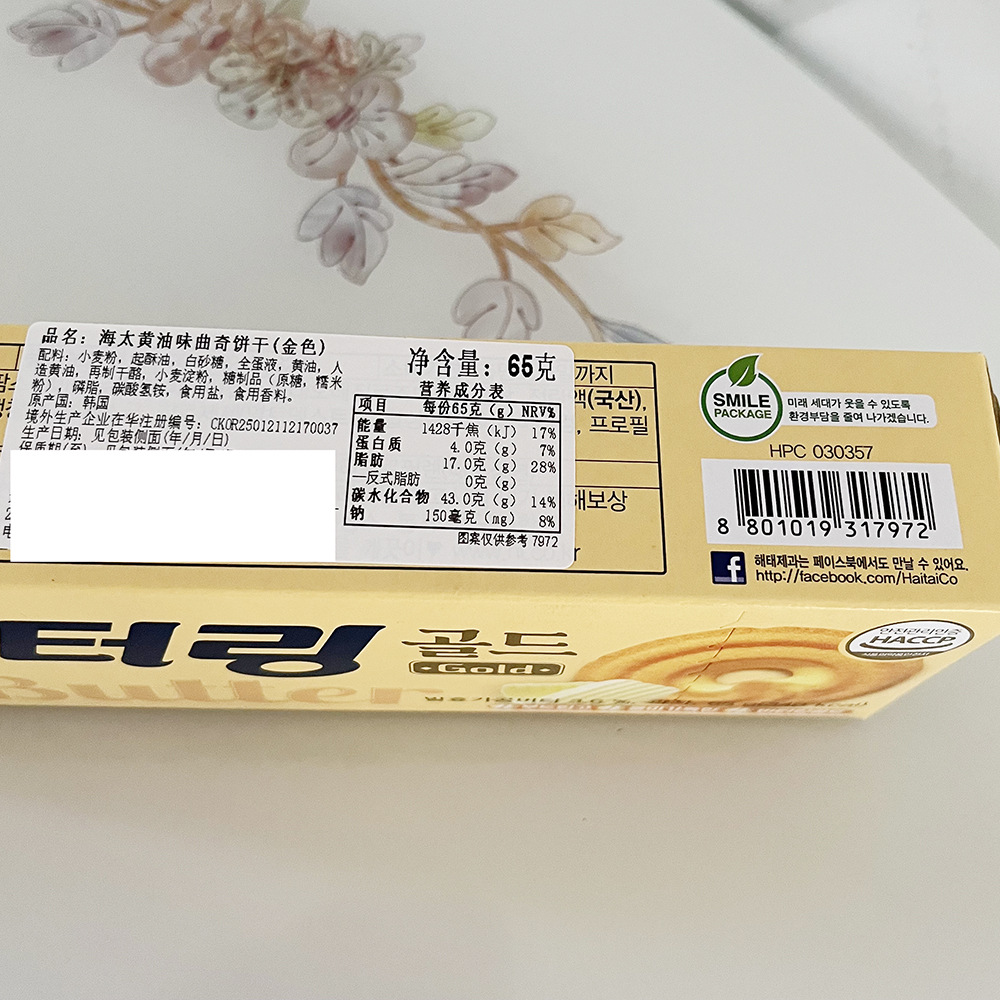 品名：海太黄油味曲奇饼干(金色)
配料：小麦粉，起酥油，白砂糖，全蛋液，黄油，人
造黄油，再制干酪，小麦淀粉，糖制品（原糖，糯米
粉），磷脂，碳酸氢铵，食用盐，食用香料。
原产国：韩国
境外生产企业在华注册编号：CKOR25012112170037
生产日期：见包装侧面(年/月/日)
净含量：65克
营养成分表
项目 每份65克（g）NRV%
能量 1428千焦（kJ） 17%
蛋白质 4.0克（g） 7%
脂肪 17.0克（g） 28%
—反式脂肪 0克（g）
碳水化合物 43.0克（g） 14%
钠 150毫克（mg） 8%
图案仅供参考 7972
까지
액(국산),
, 프로필
해보상
SMILE
PACKAGE
미래 세대가 웃을 수 있도록
환경부담을 줄여 나가겠습니다.
HPC 030357
8 801019 317972
f
해태제과는 페이스북에서도 만날 수 있어요.
http://facebook.com/HaitaiCo
터링 골드
Gold
Butter
안전관리인증
HACCP